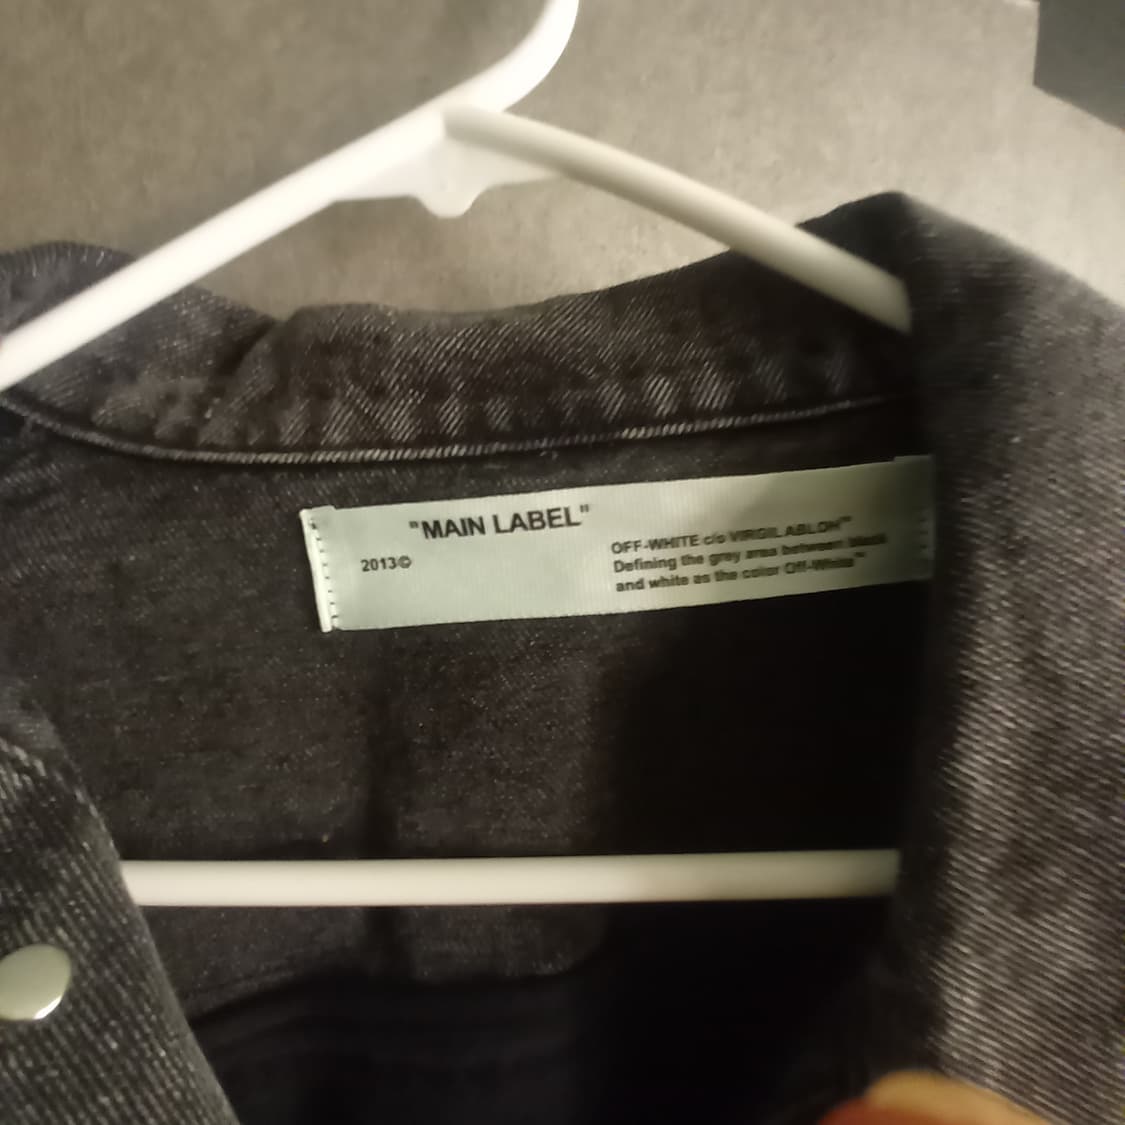 "MAIN LABEL"
2013©
OFF-WHITE c/o VIRGIL ABLOH™
Defining the grey area between black
and white as the color Off-White™